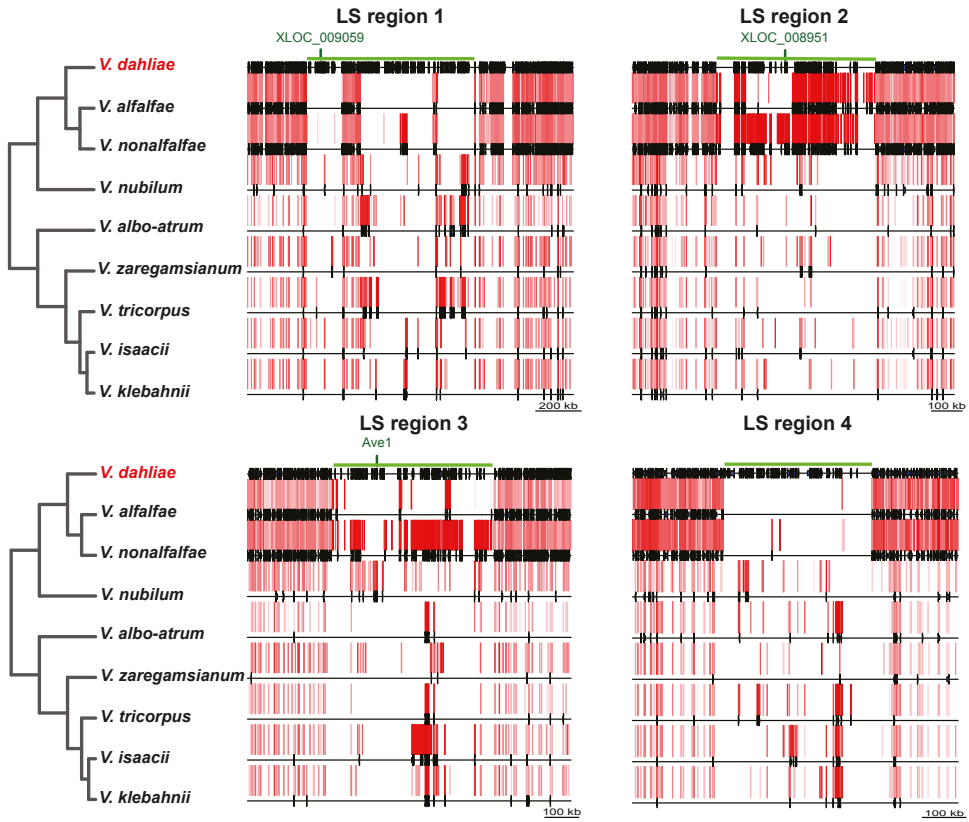 LS region 1
LS region 2
XLOC_009059
XLOC_008951
V. dahliae
V. alfalfae
V. nonalfalfae
V. nubilum
V. albo-atrum
V. zaregamsianum
V. tricorpus
V. isaacii
V. klebahnii
200 kb
100 kb
LS region 3
LS region 4
Ave1
V. dahliae
V. alfalfae
V. nonalfalfae
V. nubilum
V. albo-atrum
V. zaregamsianum
V. tricorpus
V. isaacii
V. klebahnii
100 kb
100 kb